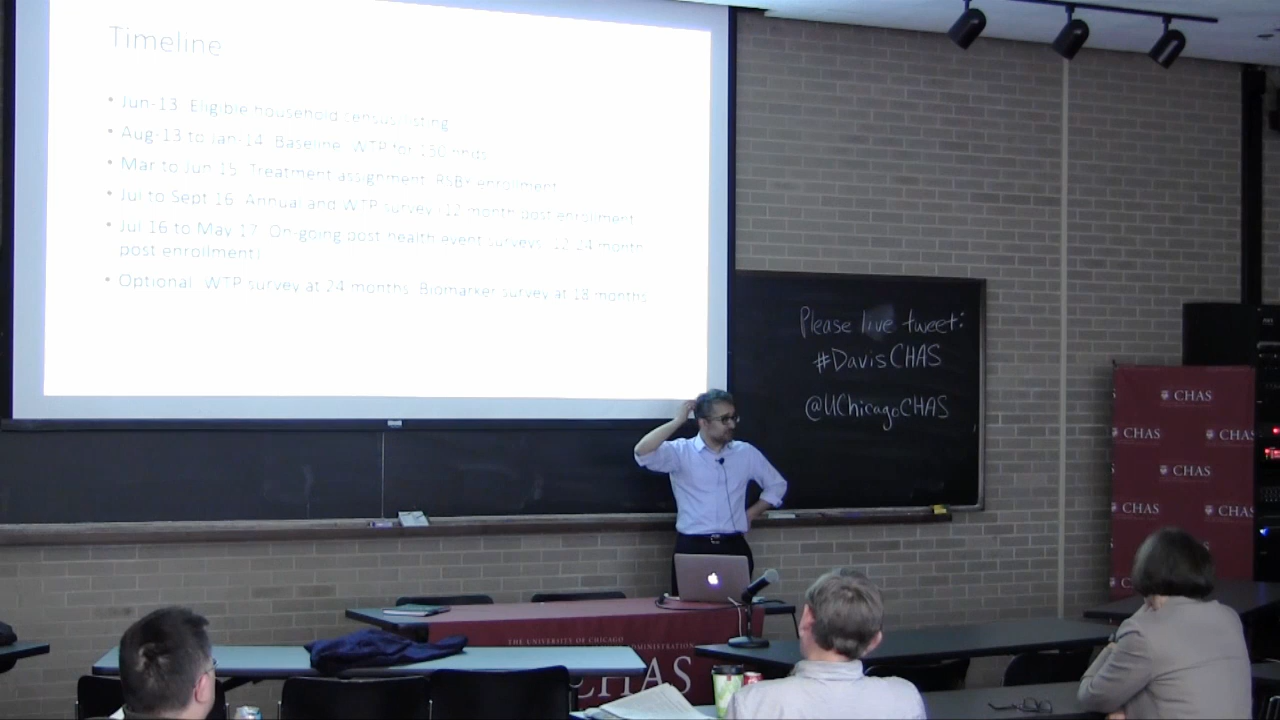 Timeline
• Jun-13: Eligible household census/listing
• Aug-13 to Jan-14: Baseline, WTP for 150 hhds
• Mar to Jun 15: Treatment assignment, RSBY enrollment
• Jul to Sept 16: Annual and WTP survey (12 month post enrollment
• Jul 16 to May 17: On-going post health event surveys, 12-24 month
post enrollment)
• Optional: WTP survey at 24 months, Biomarker survey at 18 months
Please live tweet:
#DavisCHAS
@UChicagoCHAS
CHAS
CHAS
CHAS
CHAS
CHAS
CHAS
THE UNIVERSITY OF CHICAGO
ADMINISTRATION
CHAS